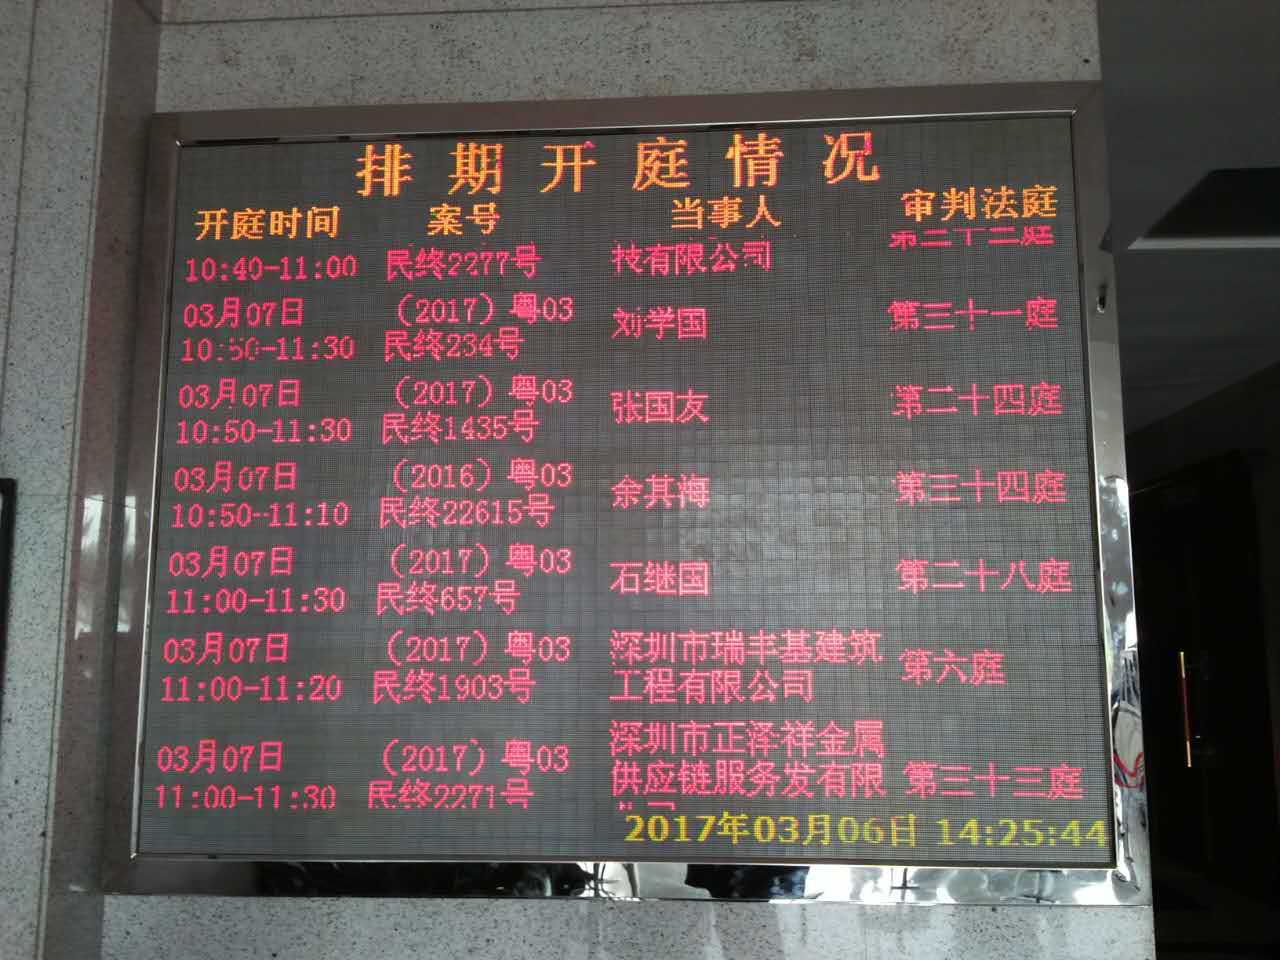 排期开庭情况
开庭时间 案号 当事人 审判法庭
10:40-11:00 民终2277号 技有限公司 第二十二庭
03月07日 （2017）粤03 刘学国 第三十一庭
10:50-11:30 民终234号
03月07日 （2017）粤03 张国友 第二十四庭
10:50-11:30 民终1435号
03月07日 （2016）粤03 余其海 第三十四庭
10:50-11:10 民终22615号
03月07日 （2017）粤03 石继国 第二十八庭
11:00-11:30 民终657号
03月07日 （2017）粤03 深圳市瑞丰基建筑 第六庭
11:00-11:20 民终1903号 工程有限公司
深圳市正泽祥金属
03月07日 （2017）粤03 供应链服务发有限 第三十三庭
11:00-11:30 民终2271号
2017年03月06日 14:25:44